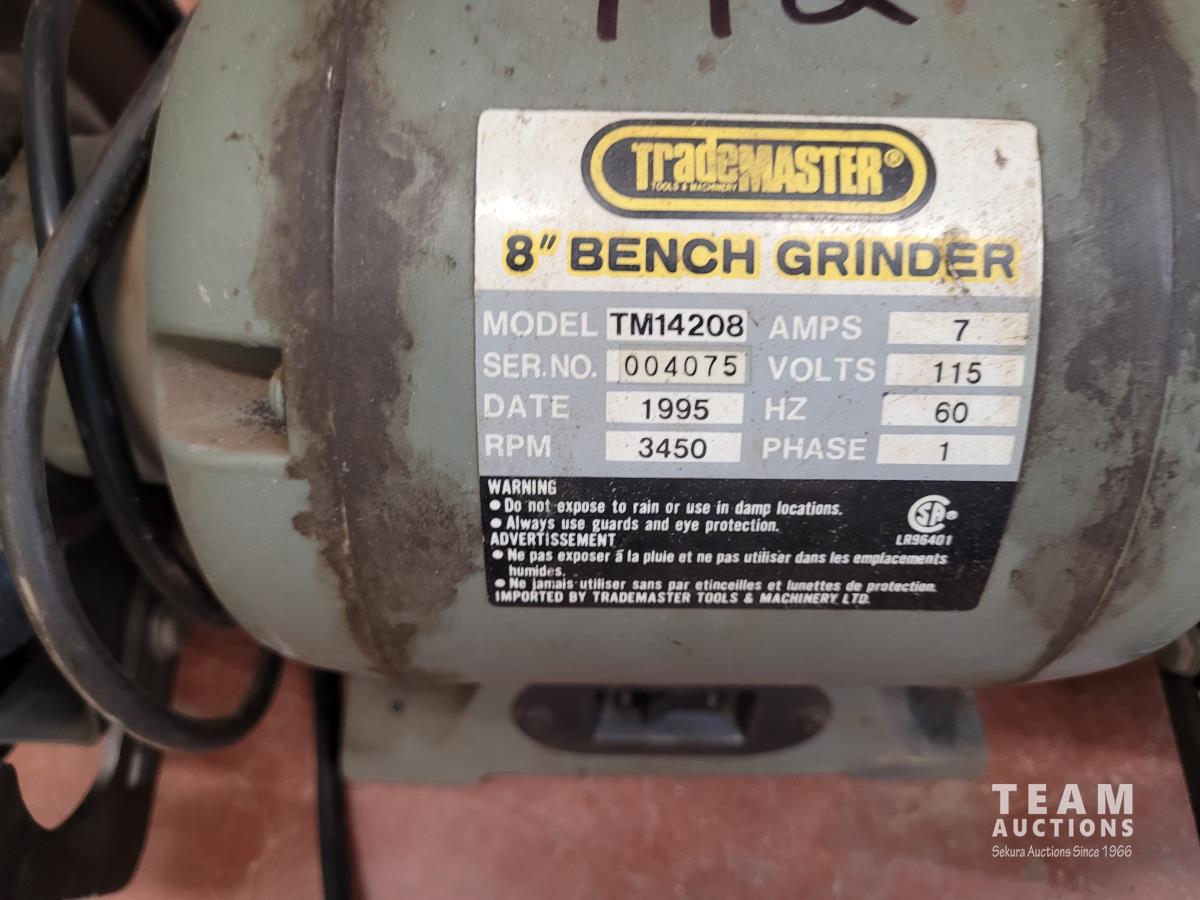 TradeMASTER®
TOOLS & MACHINERY
8" BENCH GRINDER
MODEL TM14208 AMPS 7
SER.NO. 004075 VOLTS 115
DATE 1995 HZ 60
RPM 3450 PHASE 1
WARNING
● Do not expose to rain or use in damp locations.
● Always use guards and eye protection.
ADVERTISSEMENT
● Ne pas exposer à la pluie et ne pas utiliser dans les emplacements
humides.
● Ne jamais utiliser sans par etinceilles et lunettes de protection.
IMPORTED BY TRADEMASTER TOOLS & MACHINERY LTD.
SA®
LR96401
TEAM
AUCTIONS
Sekura Auctions Since 1966